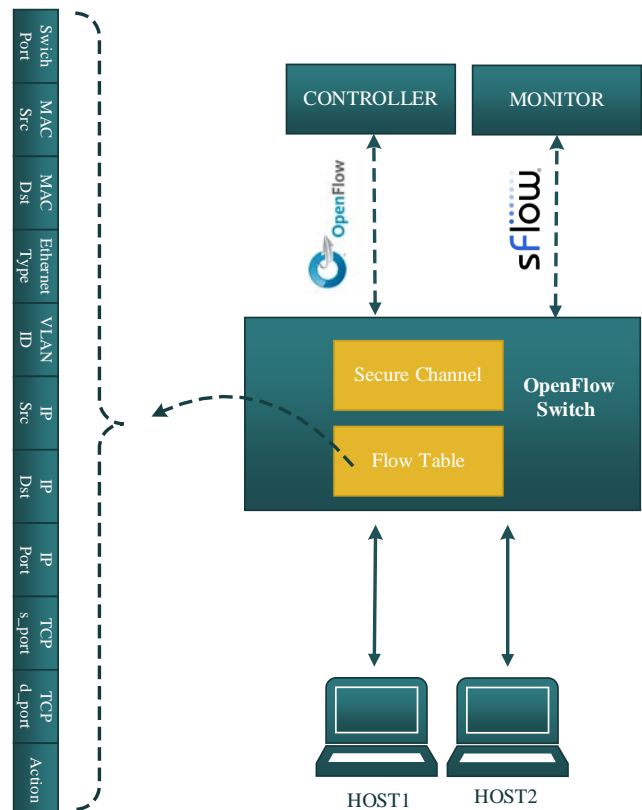 Swich
Port
MAC
Src
MAC
Dst
Ethernet
Type
VLAN
ID
IP
Src
IP
Dst
IP
Port
TCP
s_port
TCP
d_port
Action
CONTROLLER
MONITOR
OpenFlow
sFlow
Secure Channel
OpenFlow
Switch
Flow Table
HOST1
HOST2